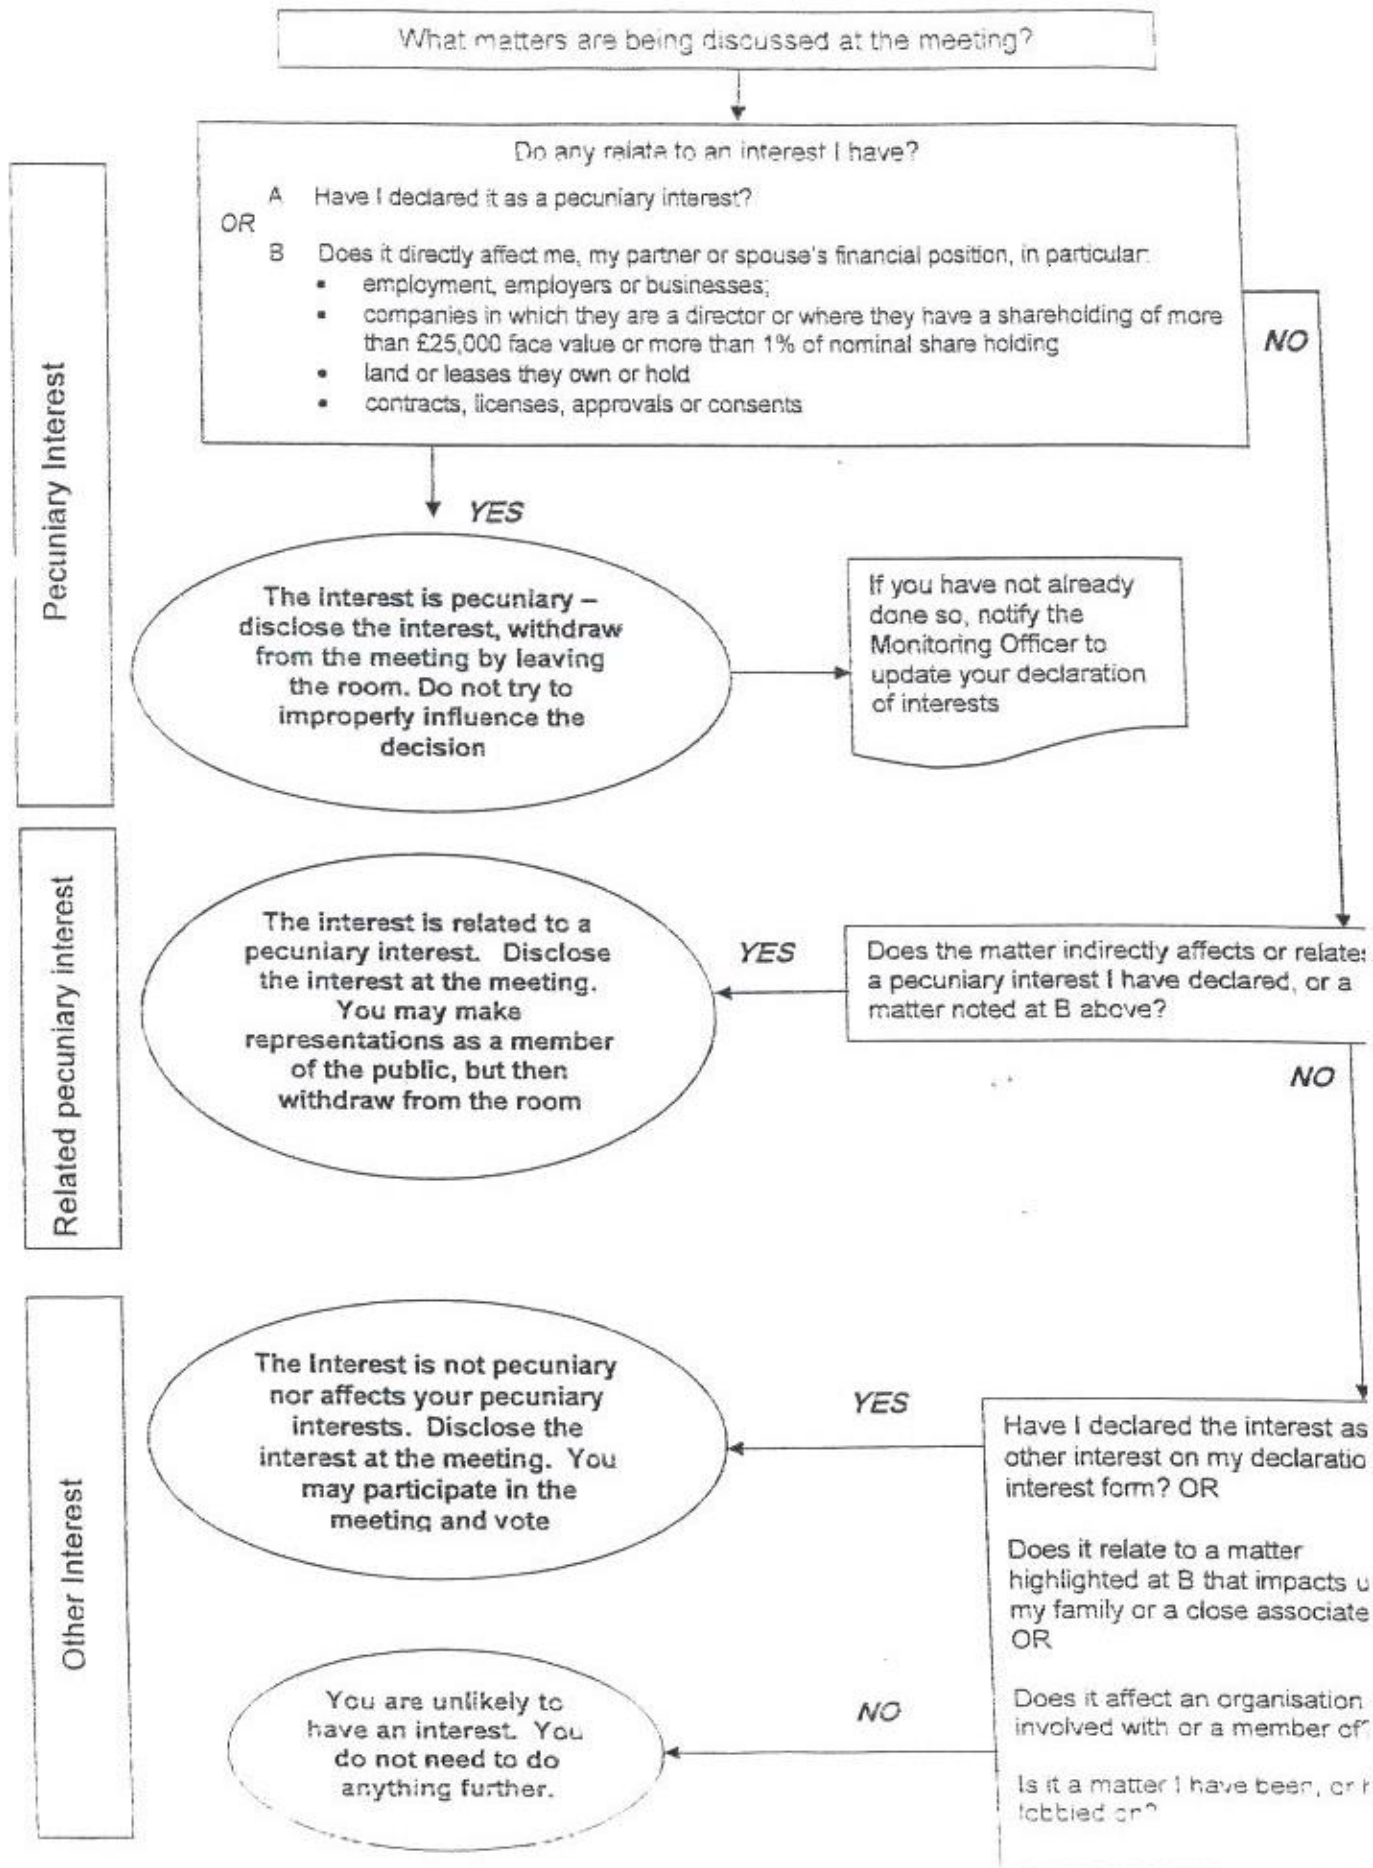 What matters are being discussed at the meeting?
Do any relate to an interest I have?
A Have I declared it as a pecuniary interest?
OR
B Does it directly affect me, my partner or spouse's financial position, in particular:
▪ employment, employers or businesses;
▪ companies in which they are a director or where they have a shareholding of more
than £25,000 face value or more than 1% of nominal share holding
• land or leases they own or hold
• contracts, licenses, approvals or consents
NO
Pecuniary Interest
YES
The interest is pecuniary –
disclose the interest, withdraw
from the meeting by leaving
the room. Do not try to
improperly influence the
decision
If you have not already
done so, notify the
Monitoring Officer to
update your declaration
of interests
Related pecuniary interest
The interest is related to a
pecuniary interest. Disclose
the interest at the meeting.
You may make
representations as a member
of the public, but then
withdraw from the room
YES
Does the matter indirectly affects or relates
a pecuniary interest I have declared, or a
matter noted at B above?
NO
Other Interest
The Interest is not pecuniary
nor affects your pecuniary
interests. Disclose the
interest at the meeting. You
may participate in the
meeting and vote
YES
Have I declared the interest as
other interest on my declaratio
interest form? OR
Does it relate to a matter
highlighted at B that impacts u
my family or a close associate
OR
Does it affect an organisation
involved with or a member of?
Is it a matter I have been, or h
lobbied on?
NO
You are unlikely to
have an interest. You
do not need to do
anything further.